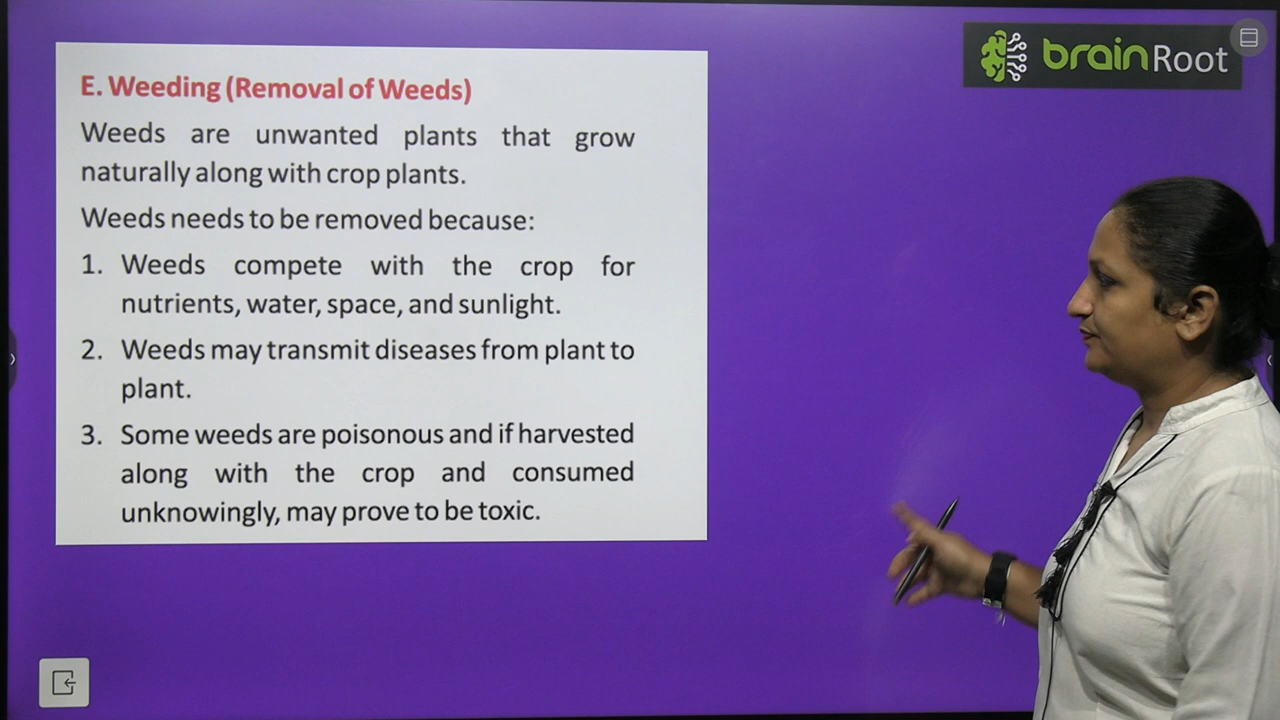 brainRoot
E. Weeding (Removal of Weeds)
Weeds are unwanted plants that grow
naturally along with crop plants.
Weeds needs to be removed because:
1. Weeds compete with the crop for
nutrients, water, space, and sunlight.
2. Weeds may transmit diseases from plant to
plant.
3. Some weeds are poisonous and if harvested
along with the crop and consumed
unknowingly, may prove to be toxic.